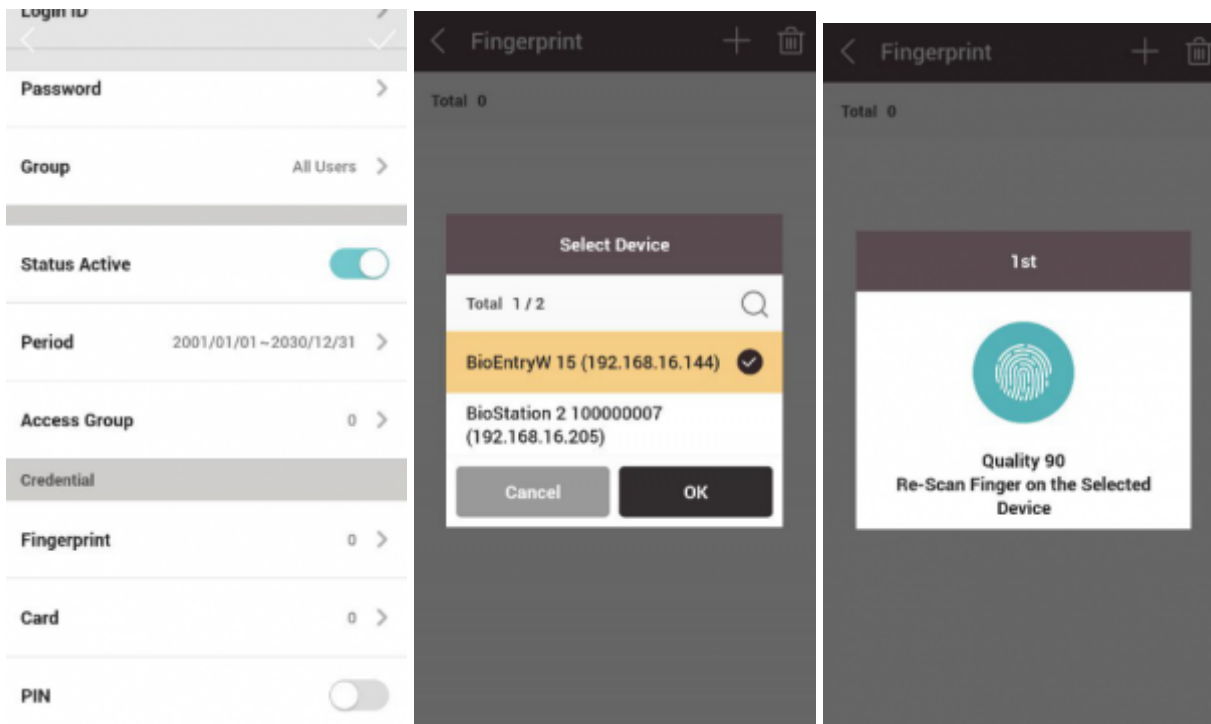 Login ID
Password
Group All Users
Status Active
Period 2001/01/01 ~ 2030/12/31
Access Group 0
Credential
Fingerprint 0
Card 0
PIN
Fingerprint
Total 0
Select Device
Total 1 / 2
BioEntryW 15 (192.168.16.144)
BioStation 2 100000007
(192.168.16.205)
Cancel OK
Fingerprint
Total 0
1st
Quality 90
Re-Scan Finger on the Selected
Device